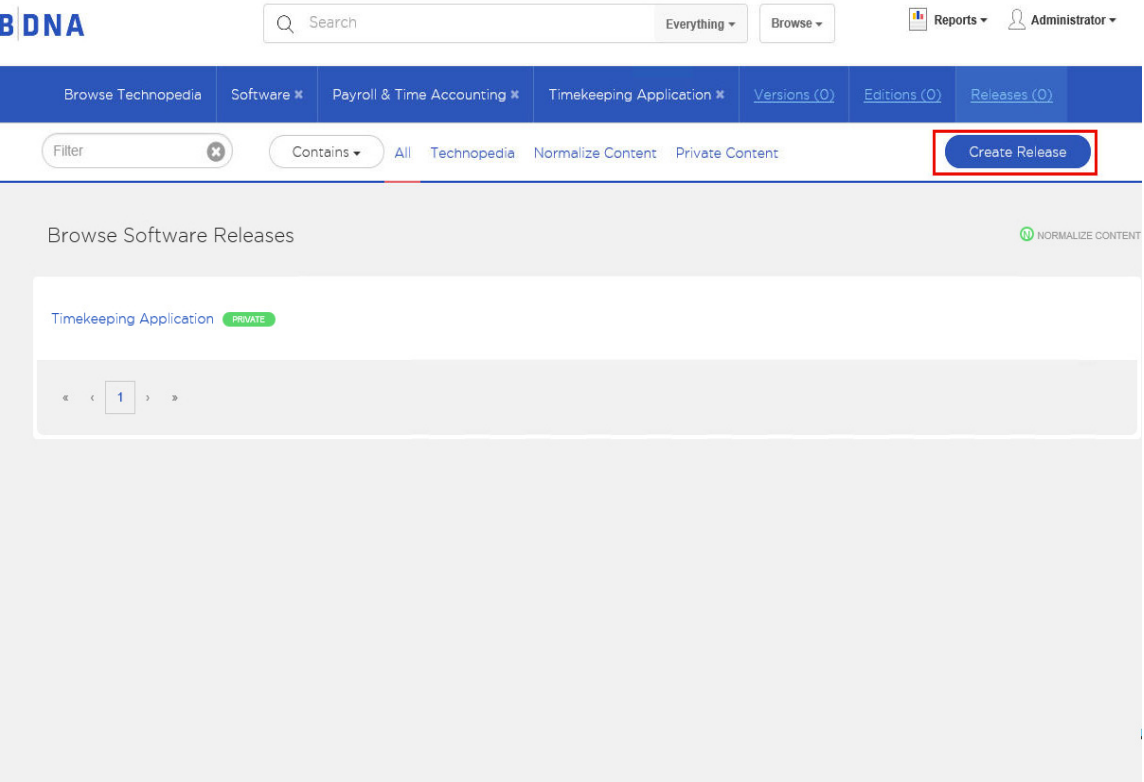 BDNA Search Everything Browse Reports Administrator
Browse Technopedia Software × Payroll & Time Accounting × Timekeeping Application × Versions (0) Editions (0) Releases (0)
Filter Contains All Technopedia Normalize Content Private Content Create Release
Browse Software Releases N NORMALIZE CONTENT
Timekeeping Application PRIVATE
« ‹ 1 › »